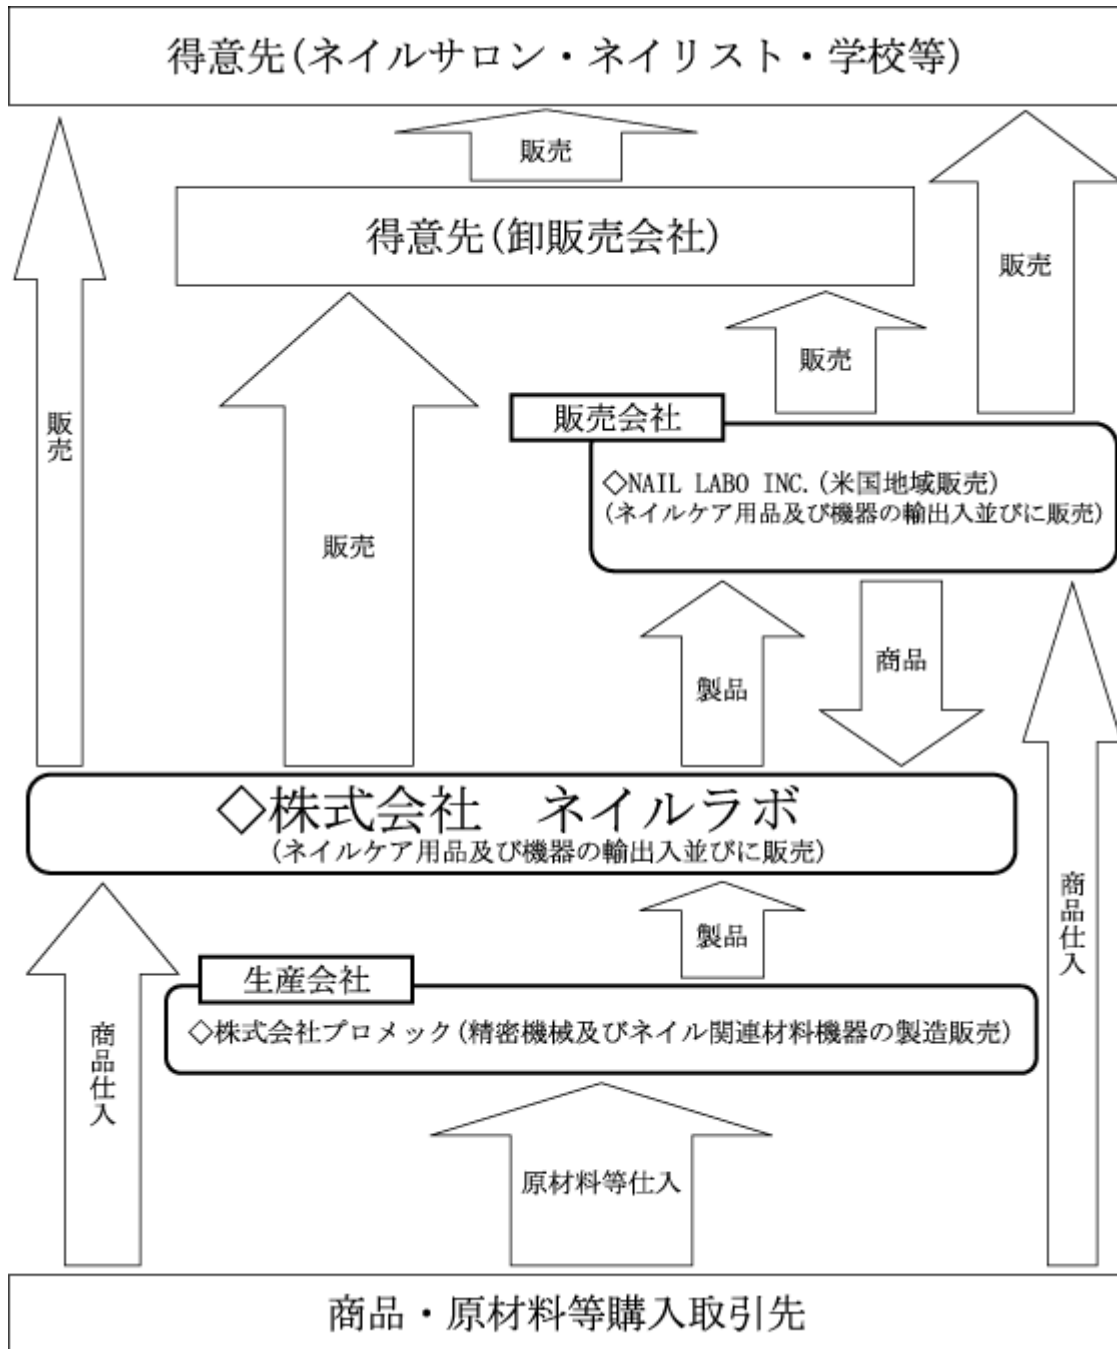 得意先(ネイルサロン・ネイリスト・学校等)
販売
得意先(卸販売会社)
販売
販売
販売
販売
販売会社
◇NAIL LABO INC.(米国地域販売)
(ネイルケア用品及び機器の輸出入並びに販売)
販売
製品
商品
◇株式会社　ネイルラボ
(ネイルケア用品及び機器の輸出入並びに販売)
商品仕入
製品
生産会社
◇株式会社プロメック(精密機械及びネイル関連材料機器の製造販売)
商品仕入
原材料等仕入
商品・原材料等購入取引先